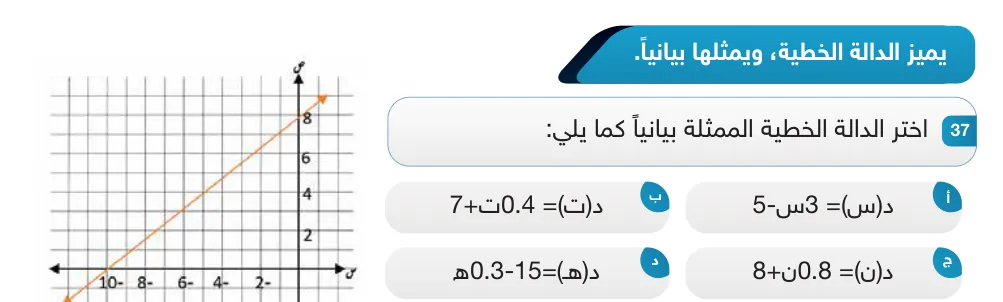 يميز الدالة الخطية، ويمثلها بيانياً.
37 اختر الدالة الخطية الممثلة بيانياً كما يلي:
أ د(س)= 3س-5
ب د(ت)= 0.4ت+7
ج د(ن)= 0.8ن+8
د د(هـ)=15-0.3هـ
ص
8
6
4
2
س
10- 8- 6- 4- 2-